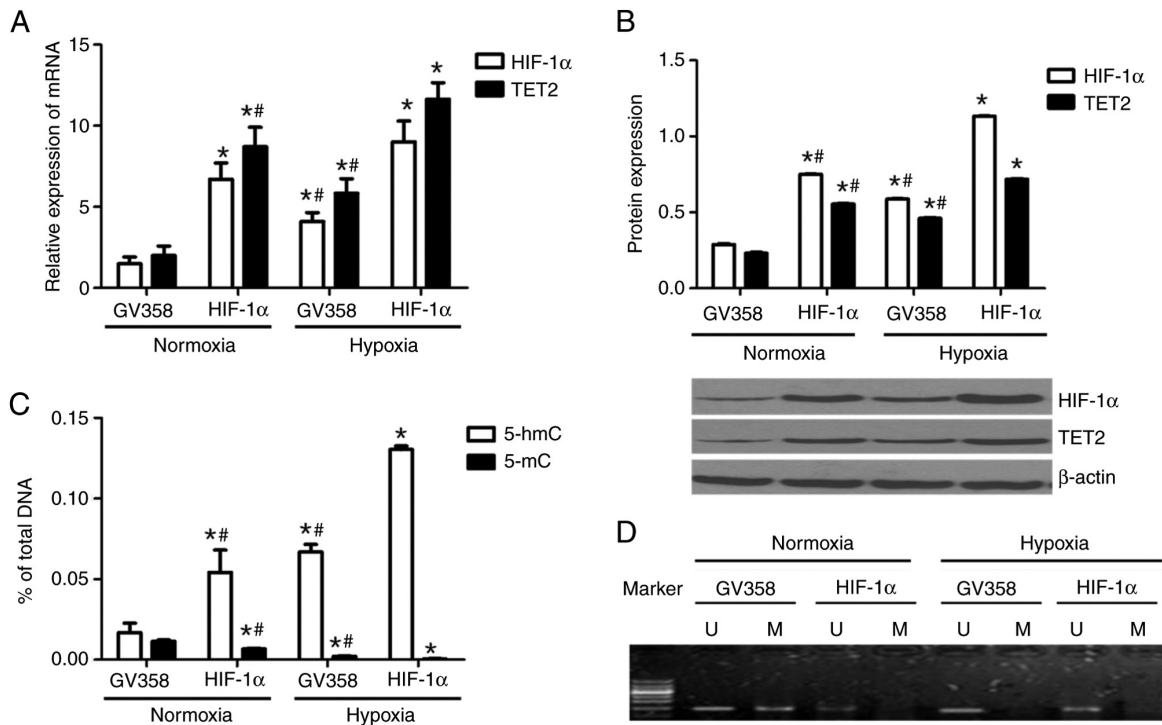 A
Relative expression of mRNA
15
10
5
0
HIF-1α
TET2
*
*#
*#
*#
*
*
GV358 HIF-1α GV358 HIF-1α
Normoxia Hypoxia
B
Protein expression
1.5
1.0
0.5
0.0
HIF-1α
TET2
*#
*#
*#
*#
*
*
GV358 HIF-1α GV358 HIF-1α
Normoxia Hypoxia
HIF-1α
TET2
β-actin
C
% of total DNA
0.15
0.10
0.05
0.00
5-hmC
5-mC
*#
*#
*#
*#
*
*
GV358 HIF-1α GV358 HIF-1α
Normoxia Hypoxia
D
Normoxia Hypoxia
Marker GV358 HIF-1α GV358 HIF-1α
U M U M U M U M